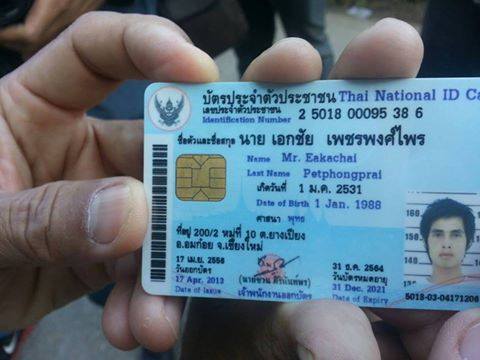 บัตรประจำตัวประชาชน Thai National ID Ca
เลขประจำตัวประชาชน
Identification Number 2 5018 00095 38 6
ชื่อตัวและชื่อสกุล นาย เอกชัย เพชรพงศ์ไพร
Name Mr. Eakachai
Last Name Petphongprai
เกิดวันที่ 1 ม.ค. 2531
Date of Birth 1 Jan. 1988
ศาสนา พุทธ
ที่อยู่ 200/2 หมู่ที่ 10 ต.ยางเปียง
อ.อมก๋อย จ.เชียงใหม่
17 เม.ย. 2556
วันออกบัตร
17 Apr. 2013
Date of Issue
เจ้าพนักงานออกบัตร
31 ธ.ค. 2564
วันบัตรหมดอายุ
31 Dec. 2021
Date of Expiry
160
150
5018-03-04171206